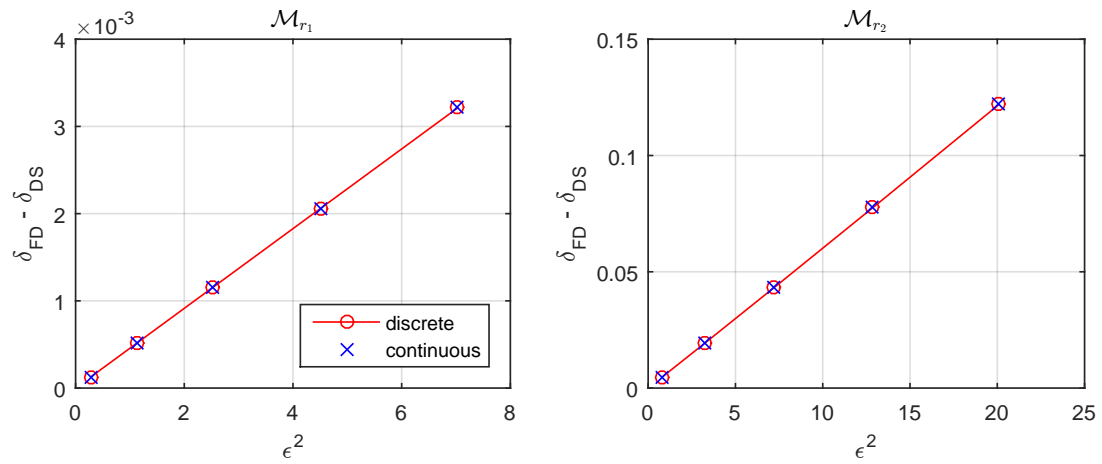 ×10⁻³
ℳ_{r₁}
4
3
2
1
0
0 2 4 6 8
δ_FD - δ_DS
ϵ²
discrete
continuous
ℳ_{r₂}
0.15
0.1
0.05
0
0 5 10 15 20 25
δ_FD - δ_DS
ϵ²